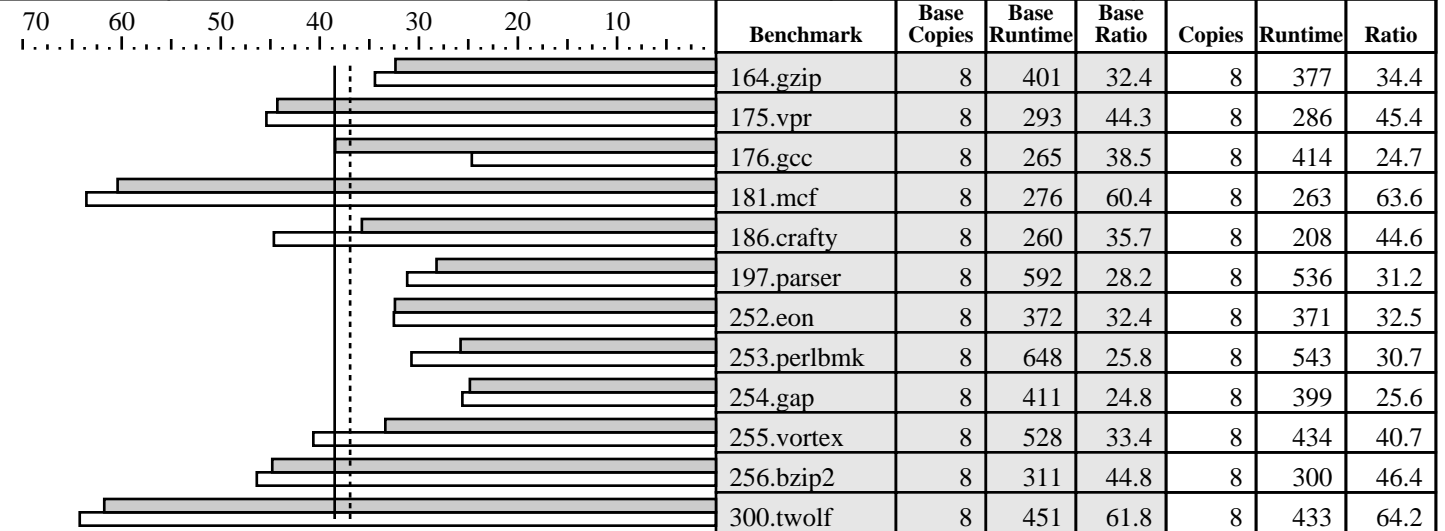 70 60 50 40 30 20 10
Benchmark Base Copies Base Runtime Base Ratio Copies Runtime Ratio
164.gzip 8 401 32.4 8 377 34.4
175.vpr 8 293 44.3 8 286 45.4
176.gcc 8 265 38.5 8 414 24.7
181.mcf 8 276 60.4 8 263 63.6
186.crafty 8 260 35.7 8 208 44.6
197.parser 8 592 28.2 8 536 31.2
252.eon 8 372 32.4 8 371 32.5
253.perlbmk 8 648 25.8 8 543 30.7
254.gap 8 411 24.8 8 399 25.6
255.vortex 8 528 33.4 8 434 40.7
256.bzip2 8 311 44.8 8 300 46.4
300.twolf 8 451 61.8 8 433 64.2